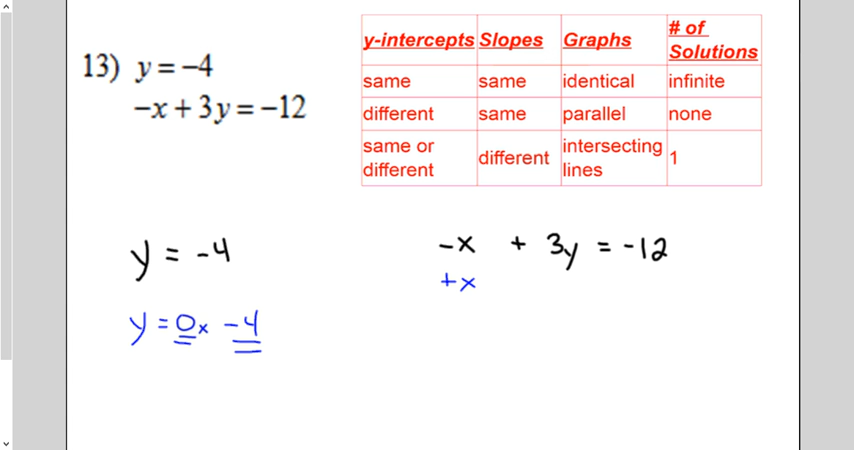 13) y = −4
−x + 3y = −12
y-intercepts Slopes Graphs # of Solutions
same same identical infinite
different same parallel none
same or different different intersecting lines 1
y = -4
-x + 3y = -12
+x
y = 0x -4